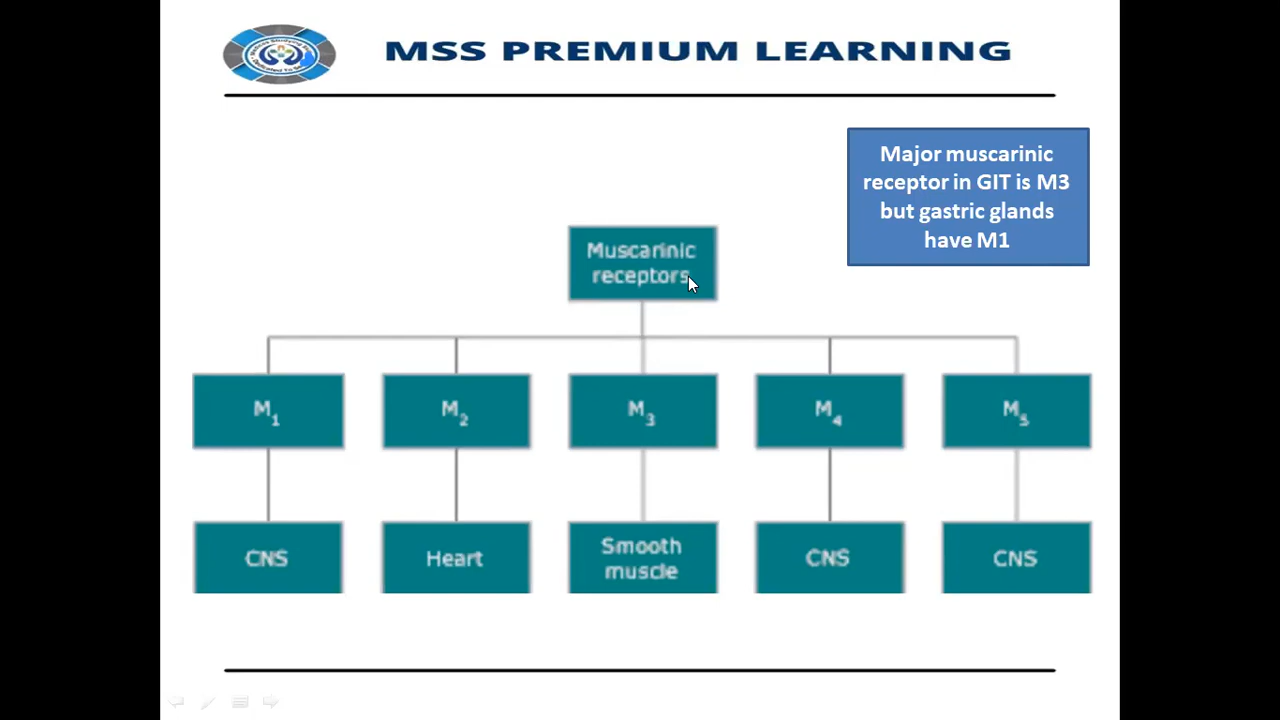 MSS PREMIUM LEARNING
Major muscarinic
receptor in GIT is M3
but gastric glands
have M1
Muscarinic
receptors
M1
M2
M3
M4
M5
CNS
Heart
Smooth
muscle
CNS
CNS